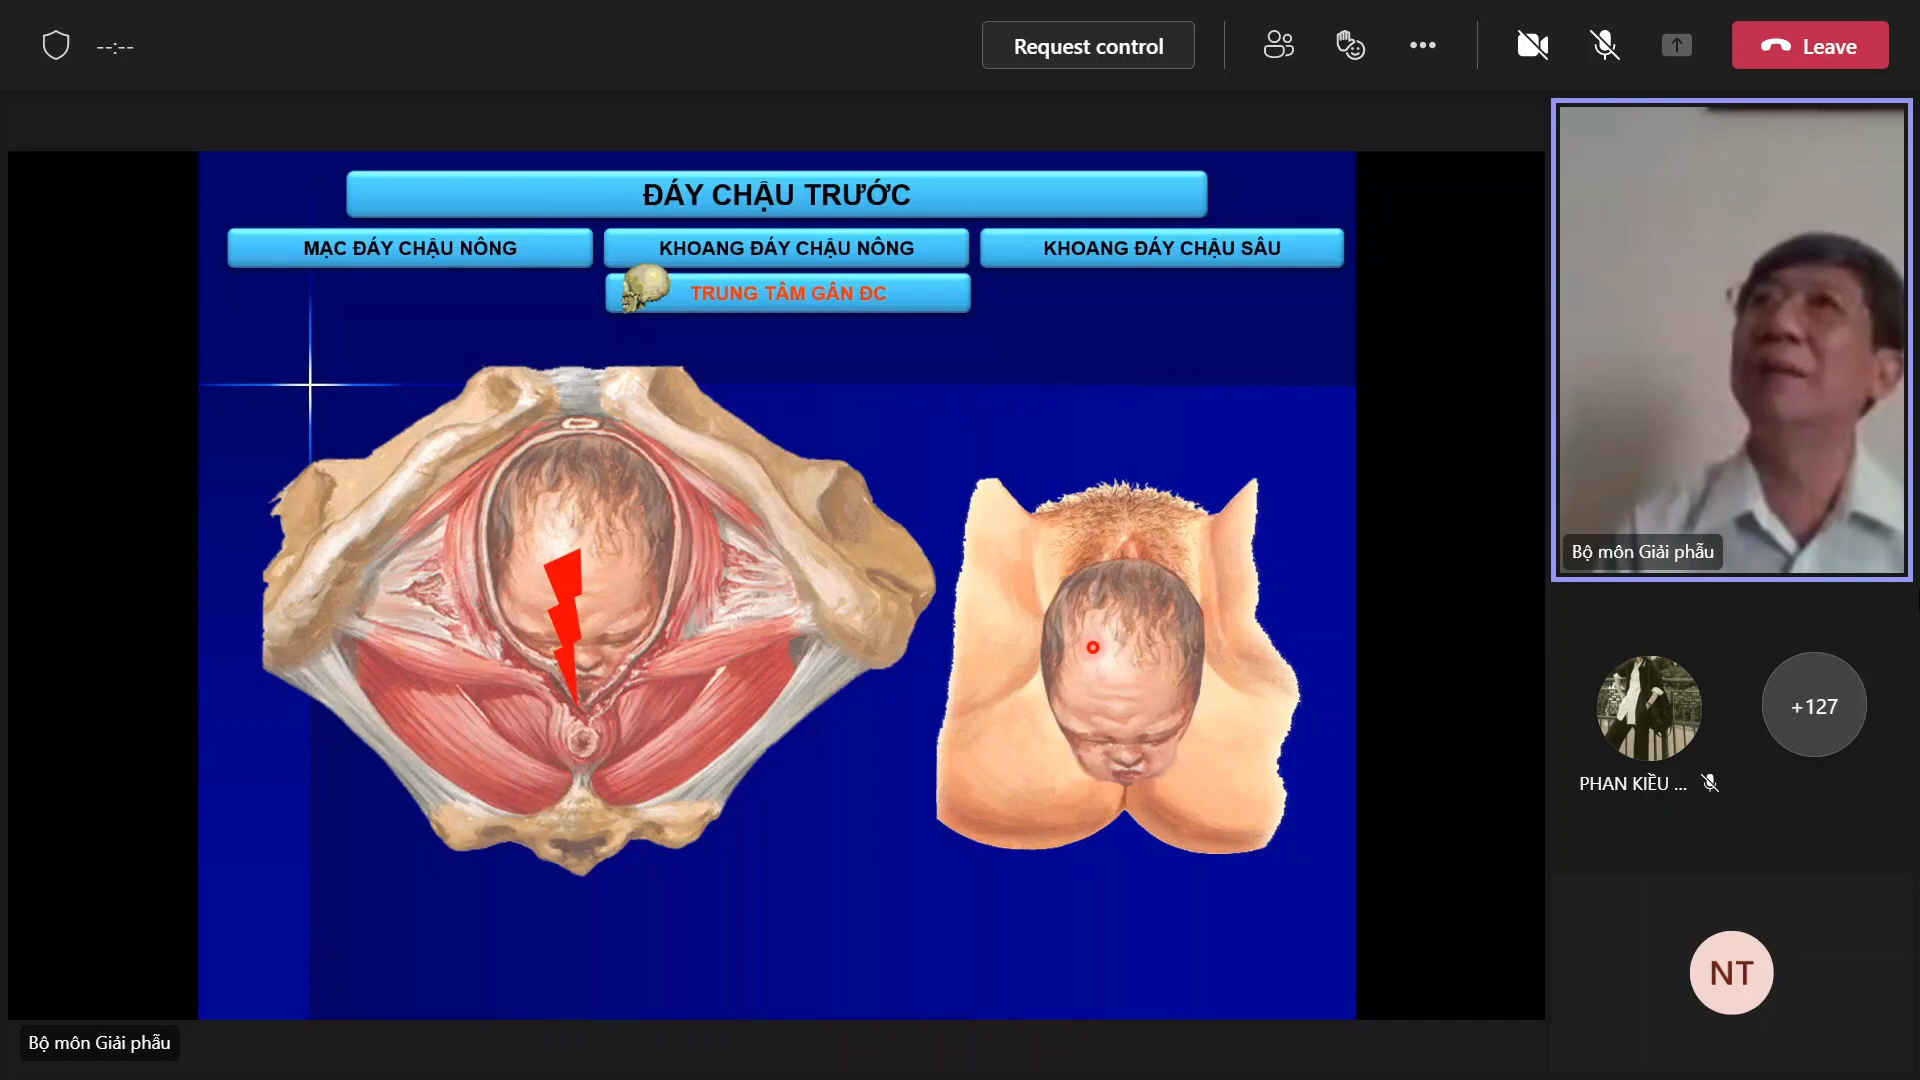 --:--
Request control
Leave
ĐÁY CHẬU TRƯỚC
MẠC ĐÁY CHẬU NÔNG
KHOANG ĐÁY CHẬU NÔNG
KHOANG ĐÁY CHẬU SÂU
TRUNG TÂM GÂN ĐC
Bộ môn Giải phẫu
PHAN KIỀU ...
+127
NT
Bộ môn Giải phẫu